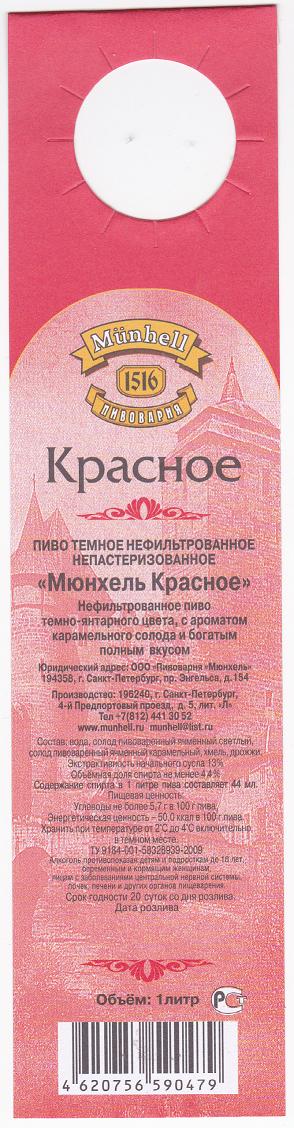 Münhell
1516
ПИВОВАРНЯ
Красное
ПИВО ТЕМНОЕ НЕФИЛЬТРОВАННОЕ
НЕПАСТЕРИЗОВАННОЕ
«Мюнхель Красное»
Нефильтрованное пиво
темно-янтарного цвета, с ароматом
карамельного солода и богатым
полным вкусом
Юридический адрес: ООО «Пивоварня «Мюнхель»
194358, г. Санкт-Петербург, пр. Энгельса, д.154
Производство: 196240, г. Санкт-Петербург,
4-й Предпортовый проезд, д. 5, лит. «Л»
Тел +7(812) 441 30 52
www.munhell.ru munhell@list.ru
Состав: вода, солод пивоваренный ячменный светлый,
солод пивоваренный ячменный карамельный, хмель, дрожжи.
Экстрактивность начального сусла 13%
Объёмная доля спирта не менее 4,4%
Содержание спирта в 1 литре пива составляет 44 мл.
Пищевая ценность:
Углеводы не более 5,7 г в 100 г пива,
Энергетическая ценность – 50,0 ккал в 100 г пива.
Хранить при температуре от 2°С до 4°С включительно,
в темном месте.
ТУ 9184-001-58328939-2009
Алкоголь противопоказан детям и подросткам до 18 лет,
беременным и кормящим женщинам,
лицам с заболеваниями центральной нервной системы,
почек, печени и других органов пищеварения.
Срок годности 20 суток со дня розлива.
Дата розлива
Объём: 1литр
РСТ
4 620756 590479